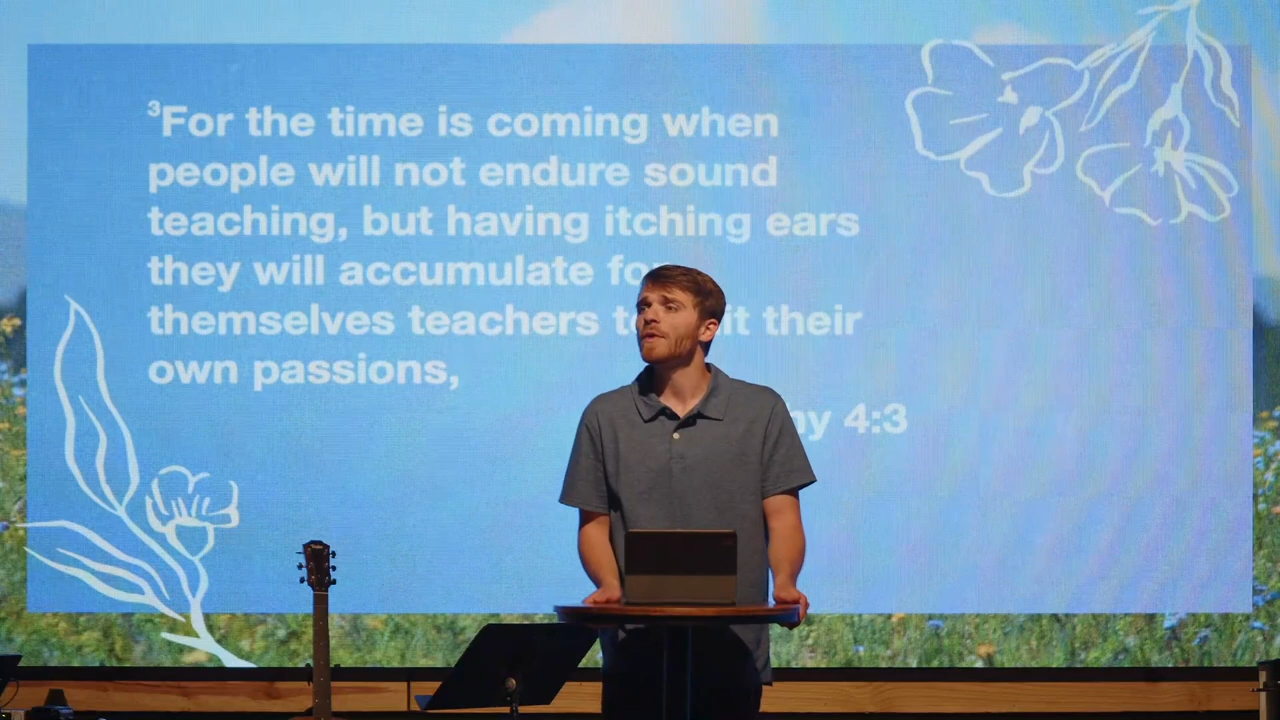 ³For the time is coming when
people will not endure sound
teaching, but having itching ears
they will accumulate
themselves teachers their
own passions,
4:3